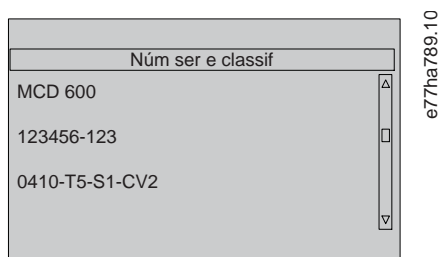 Núm ser e classif
MCD 600
123456-123
0410-T5-S1-CV2
e77ha789.10